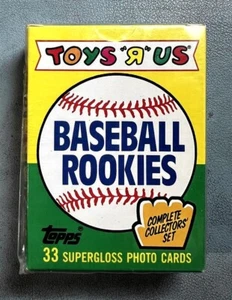 TOYS "R" US
BASEBALL
ROOKIES
COMPLETE
COLLECTORS'
SET
Topps
33 SUPERGLOSS PHOTO CARDS